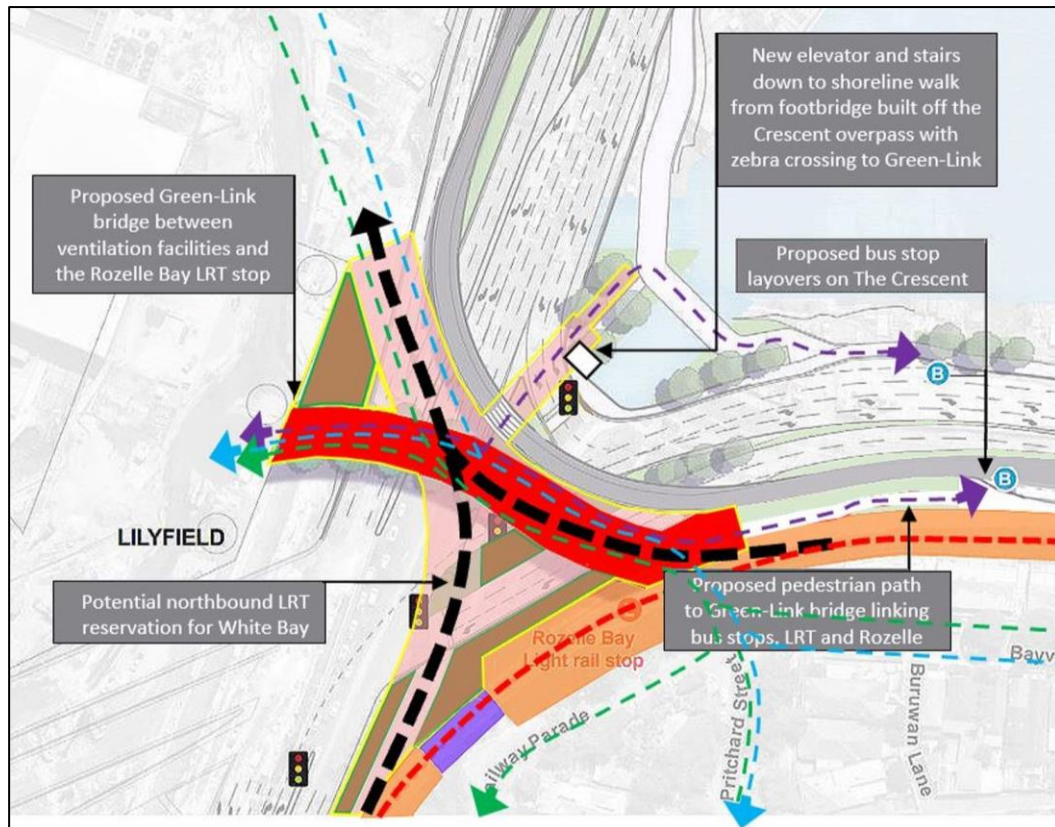 New elevator and stairs
down to shoreline walk
from footbridge built off the
Crescent overpass with
zebra crossing to Green-Link
Proposed Green-Link
bridge between
ventilation facilities and
the Rozelle Bay LRT stop
Proposed bus stop
layovers on The Crescent
B
B
LILYFIELD
Potential northbound LRT
reservation for White Bay
Proposed pedestrian path
to Green-Link bridge linking
bus stops. LRT and Rozelle
Rozelle Bay
Light rail stop
Bayv
Railway Parade
Pritchard Street
Buruwan Lane